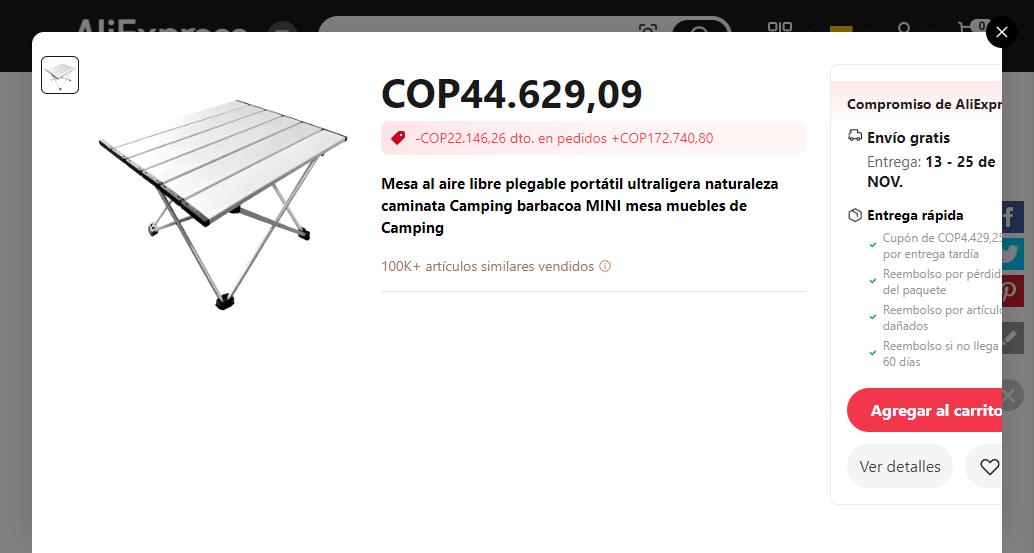 AliExpress
0
COP44.629,09
-COP22.146,26 dto. en pedidos +COP172.740,80
Mesa al aire libre plegable portátil ultraligera naturaleza
caminata Camping barbacoa MINI mesa muebles de
Camping
100K+ artículos similares vendidos
Compromiso de AliExpr
Envío gratis
Entrega: 13 - 25 de
NOV.
Entrega rápida
Cupón de COP4.429,25
por entrega tardía
Reembolso por pérdid
del paquete
Reembolso por artícul
dañados
Reembolso si no llega
60 días
Agregar al carrito
Ver detalles